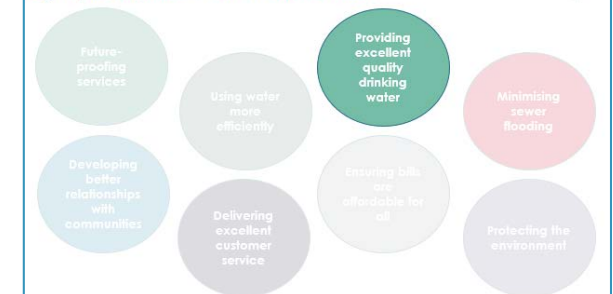 Future-
proofing
services
Using water
more
efficiently
Providing
excellent
quality
drinking
water
Minimising
sewer
flooding
Developing
better
relationships
with
communities
Delivering
excellent
customer
service
Ensuring bills
are
affordable for
all
Protecting the
environment